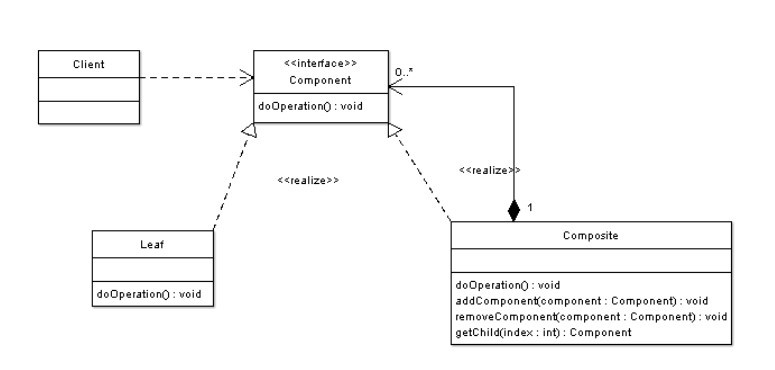 Client
<<interface>>
Component
0..*
doOperation() : void
<<realize>>
<<realize>>
1
Leaf
Composite
doOperation() : void
doOperation() : void
addComponent(component : Component) : void
removeComponent(component : Component) : void
getChild(index : int) : Component